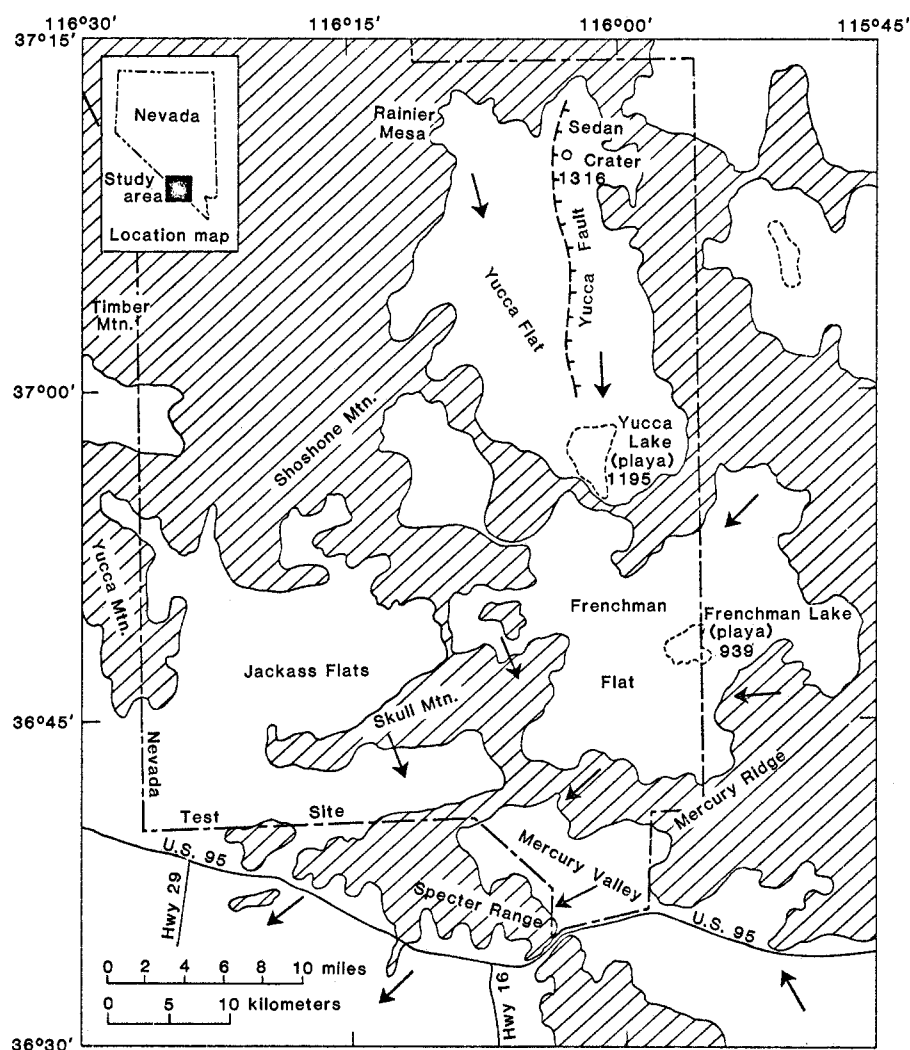 116°30′
116°15′
116°00′
115°45′
37°15′
Nevada
Study
area
Location map
Rainier
Mesa
Sedan
Crater
1316
Yucca Fault
Yucca Flat
Timber
Mtn.
37°00′
Shoshone Mtn.
Yucca
Lake
(playa)
1195
Yucca Mtn.
Frenchman
Flat
Frenchman Lake
(playa)
939
Jackass Flats
Skull Mtn.
36°45′
Nevada
Test Site
Mercury Ridge
Mercury Valley
U.S. 95
Hwy 29
Specter Range
U.S. 95
Hwy 16
0 2 4 6 8 10 miles
0 5 10 kilometers
36°30′